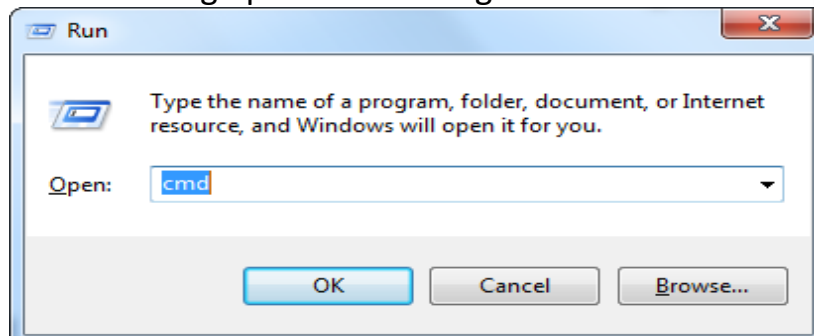 Run
Type the name of a program, folder, document, or Internet
resource, and Windows will open it for you.
Open:
cmd
OK
Cancel
Browse...